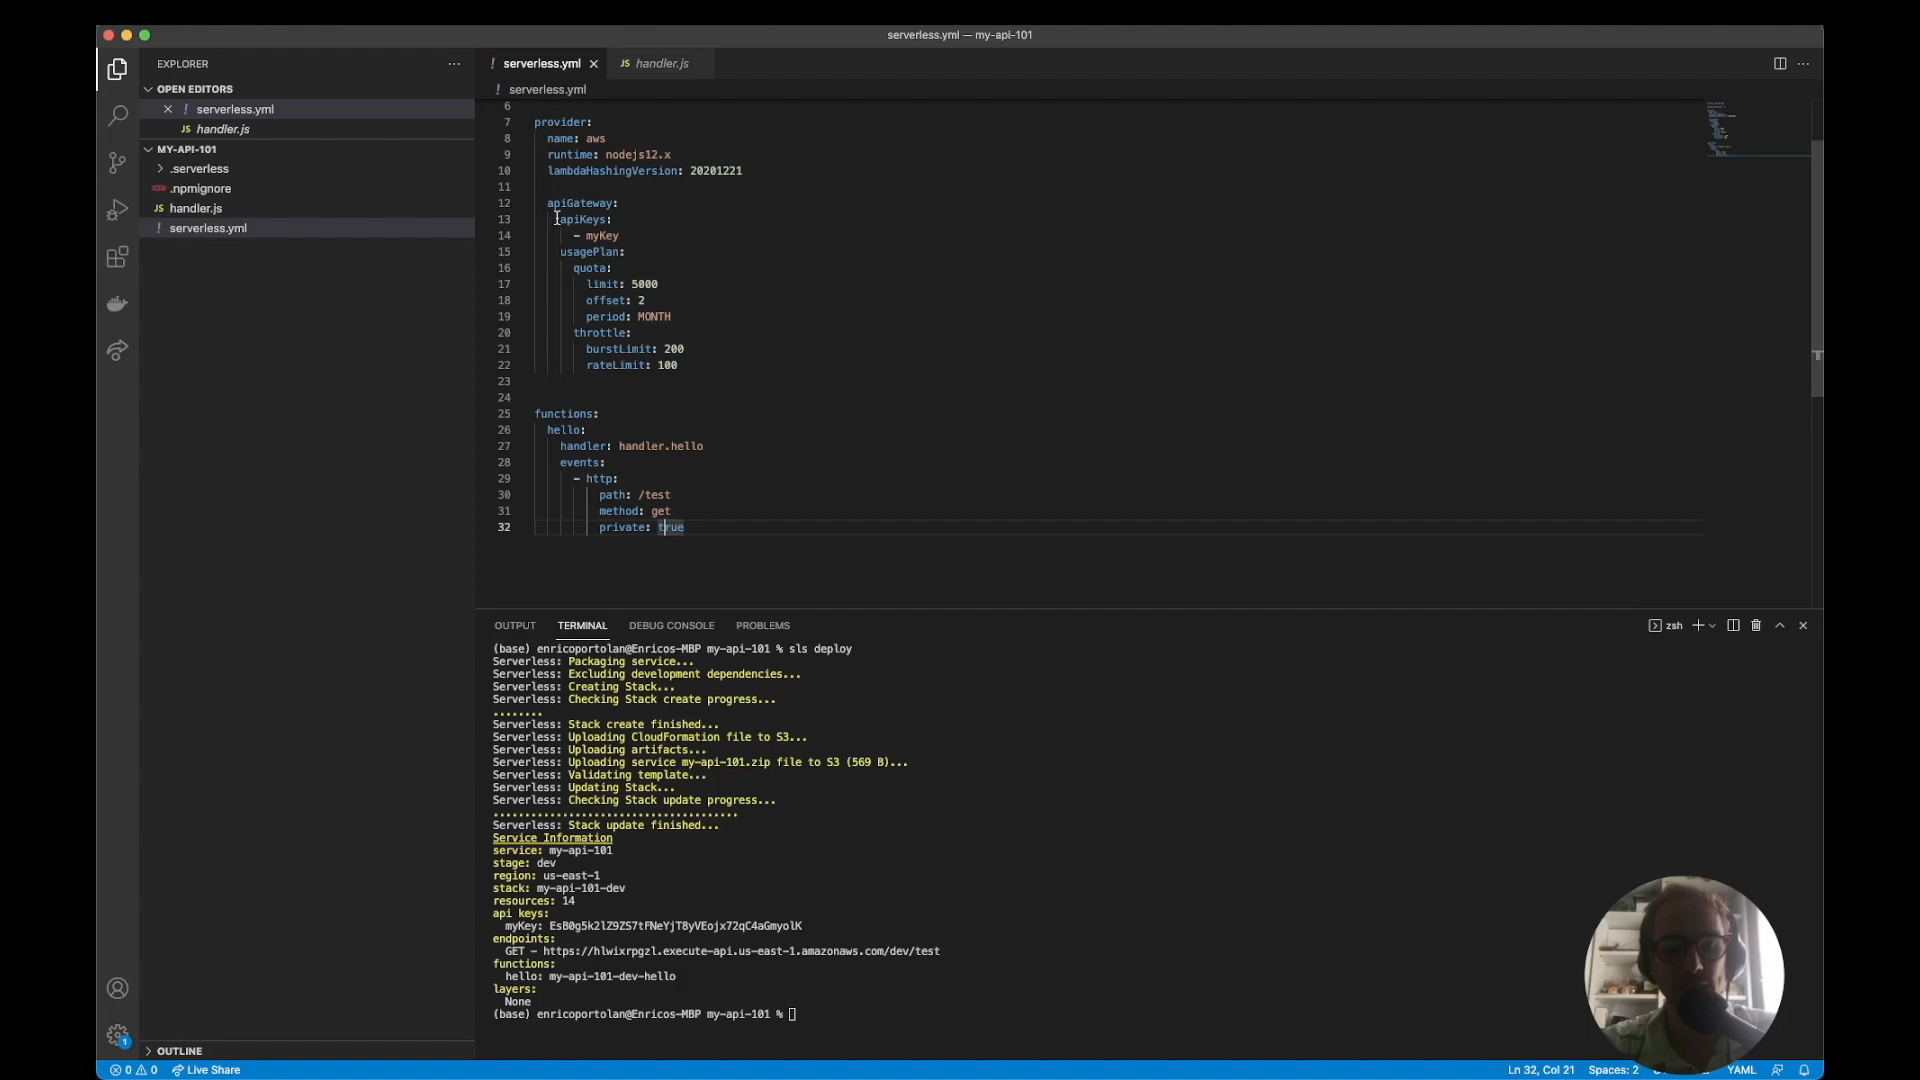 serverless.yml — my-api-101
EXPLORER
OPEN EDITORS
serverless.yml
JS handler.js
MY-API-101
.serverless
.npmignore
JS handler.js
! serverless.yml
OUTLINE
! serverless.yml
JS handler.js
! serverless.yml
6
7 provider:
8 name: aws
9 runtime: nodejs12.x
10 lambdaHashingVersion: 20201221
11
12 apiGateway:
13 apiKeys:
14 - myKey
15 usagePlan:
16 quota:
17 limit: 5000
18 offset: 2
19 period: MONTH
20 throttle:
21 burstLimit: 200
22 rateLimit: 100
23
24
25 functions:
26 hello:
27 handler: handler.hello
28 events:
29 - http:
30 path: /test
31 method: get
32 private: true
OUTPUT TERMINAL DEBUG CONSOLE PROBLEMS
zsh
(base) enricoportolan@Enricos-MBP my-api-101 % sls deploy
Serverless: Packaging service...
Serverless: Excluding development dependencies...
Serverless: Creating Stack...
Serverless: Checking Stack create progress...
........
Serverless: Stack create finished...
Serverless: Uploading CloudFormation file to S3...
Serverless: Uploading artifacts...
Serverless: Uploading service my-api-101.zip file to S3 (569 B)...
Serverless: Validating template...
Serverless: Updating Stack...
Serverless: Checking Stack update progress...
.......................................
Serverless: Stack update finished...
Service Information
service: my-api-101
stage: dev
region: us-east-1
stack: my-api-101-dev
resources: 14
api keys:
myKey: EsB0g5k2lZ9ZS7tFNeYjT8yVEojx72qC4aGmyolK
endpoints:
GET - https://hlwixrpgzl.execute-api.us-east-1.amazonaws.com/dev/test
functions:
hello: my-api-101-dev-hello
layers:
None
(base) enricoportolan@Enricos-MBP my-api-101 %
1
0 0 Live Share
Ln 32, Col 21 Spaces: 2 YAML